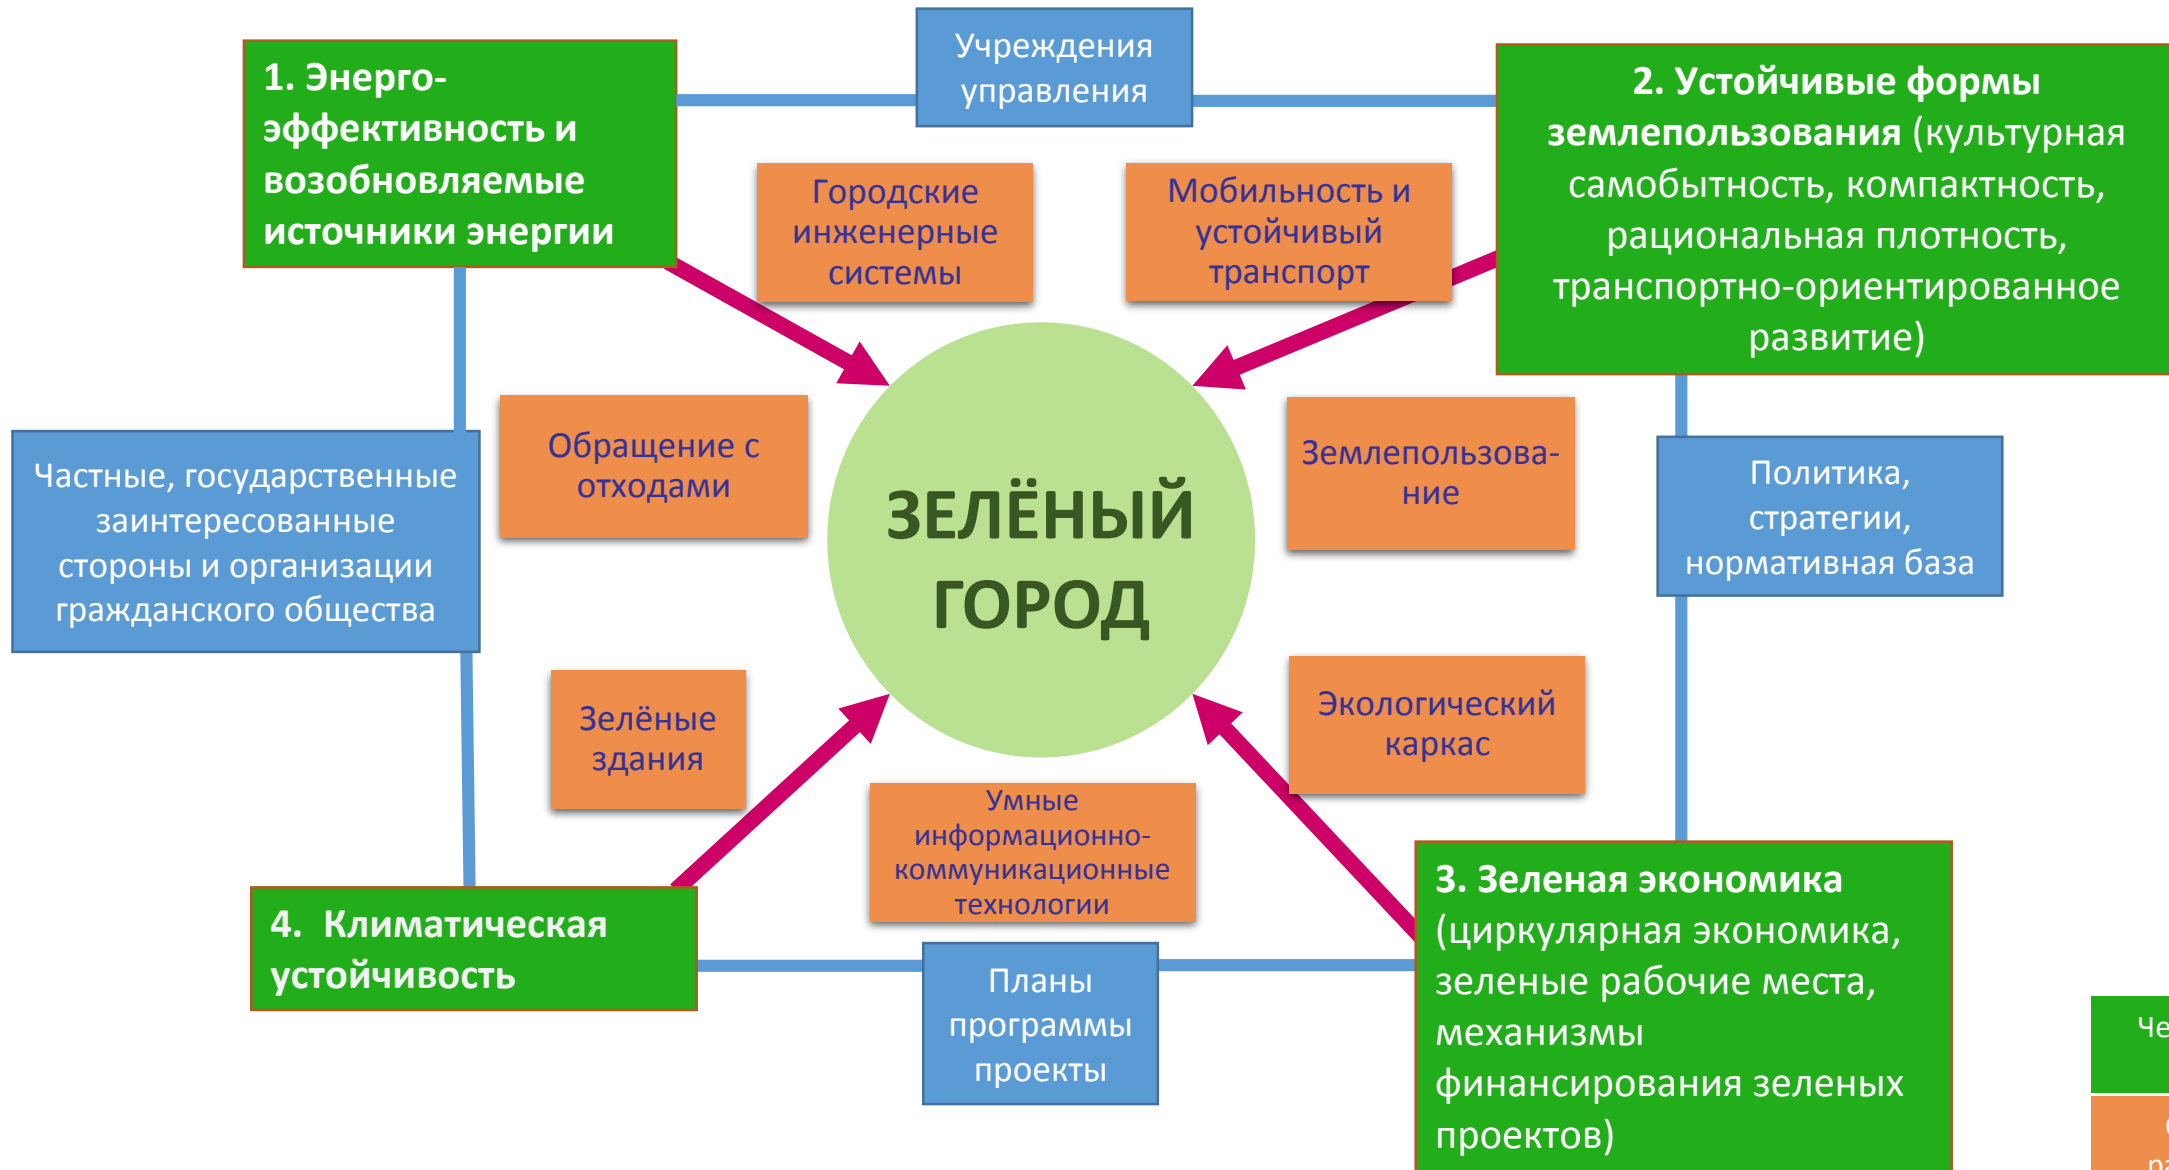 Учреждения
управления
1. Энерго-
эффективность и
возобновляемые
источники энергии
2. Устойчивые формы
землепользования (культурная
самобытность, компактность,
рациональная плотность,
транспортно-ориентированное
развитие)
Городские
инженерные
системы
Мобильность и
устойчивый
транспорт
Частные, государственные
заинтересованные
стороны и организации
гражданского общества
Обращение с
отходами
ЗЕЛЁНЫЙ
ГОРОД
Землепользова-
ние
Политика,
стратегии,
нормативная база
Зелёные
здания
Экологический
каркас
Умные
информационно-
коммуникационные
технологии
4. Климатическая
устойчивость
Планы
программы
проекты
3. Зеленая экономика
(циркулярная экономика,
зеленые рабочие места,
механизмы
финансирования зеленых
проектов)